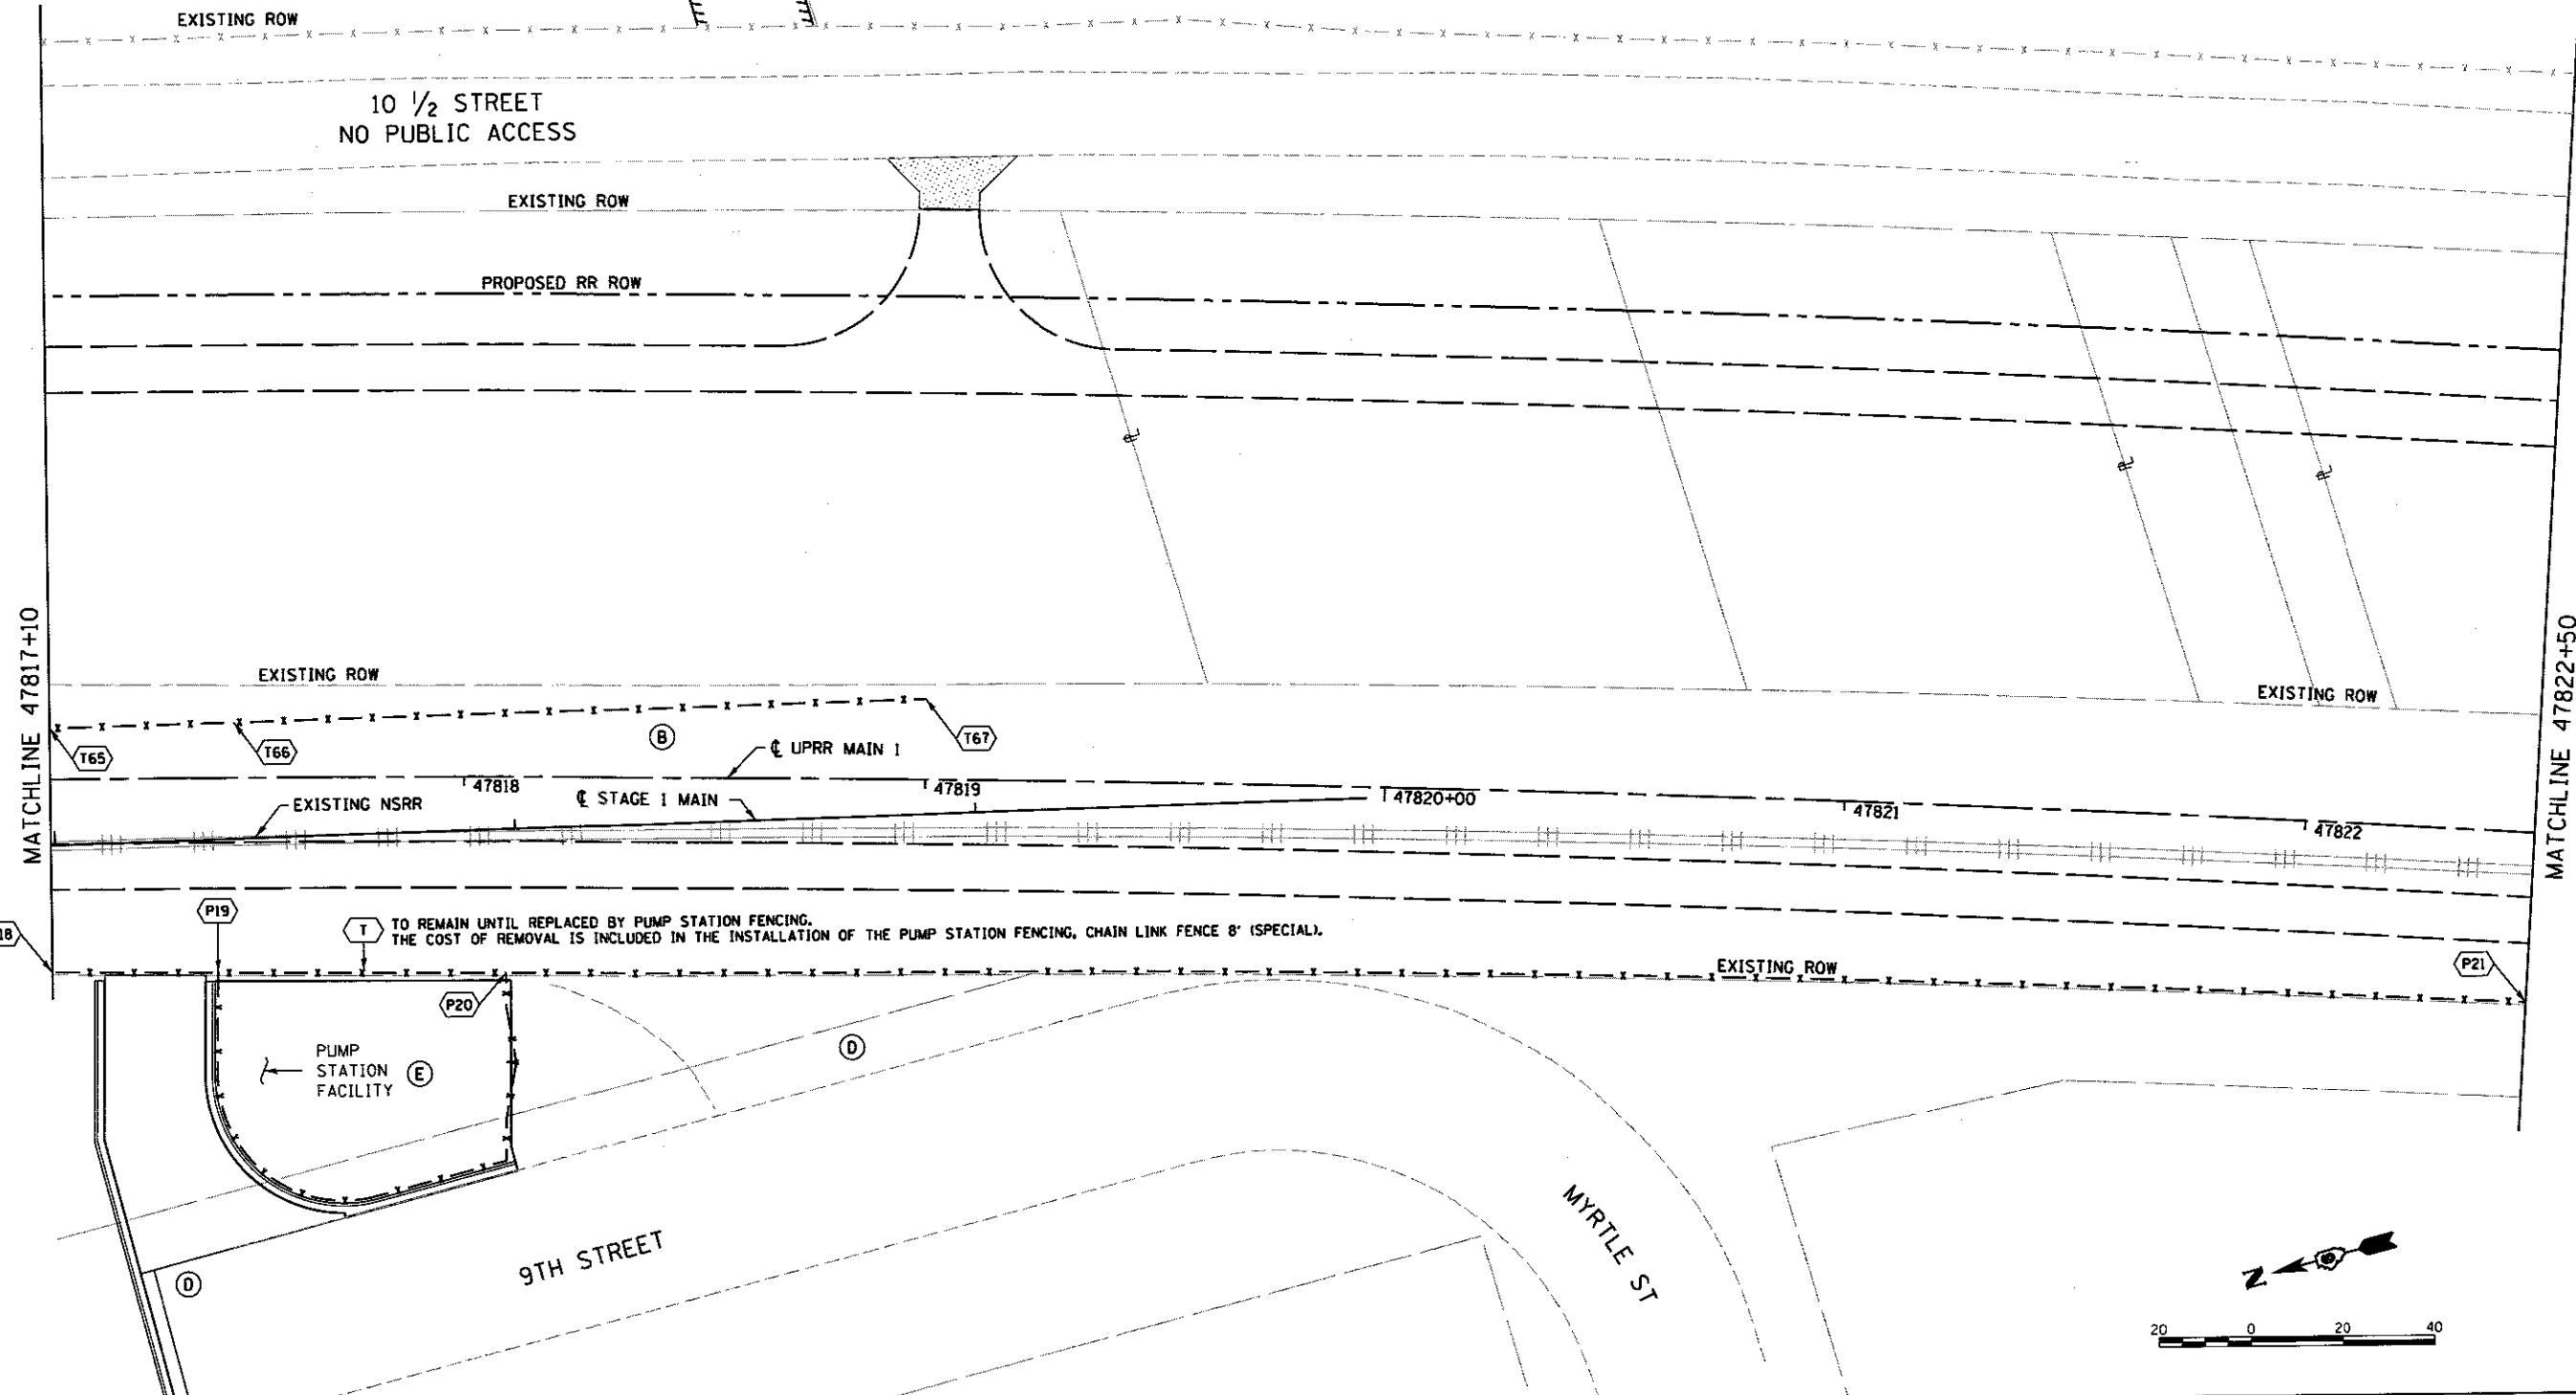 EXISTING ROW
10 1/2 STREET
NO PUBLIC ACCESS
EXISTING ROW
PROPOSED RR ROW
PL
PL
PL
MATCHLINE 47817+10
MATCHLINE 47822+50
EXISTING ROW
EXISTING ROW
T65
T66
B
T67
℄ UPRR MAIN 1
47818
47819
47820+00
47821
47822
EXISTING NSRR
℄ STAGE 1 MAIN
18
P19
T
TO REMAIN UNTIL REPLACED BY PUMP STATION FENCING.
THE COST OF REMOVAL IS INCLUDED IN THE INSTALLATION OF THE PUMP STATION FENCING, CHAIN LINK FENCE 8' (SPECIAL).
EXISTING ROW
P21
P20
PUMP
STATION
FACILITY
E
D
D
9TH STREET
MYRTLE ST
N
20 0 20 40